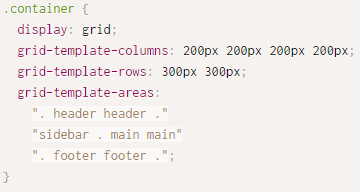 .container {
  display: grid;
  grid-template-columns: 200px 200px 200px 200px;
  grid-template-rows: 300px 300px;
  grid-template-areas:
    ". header header ."
    "sidebar . main main"
    ". footer footer .";
}